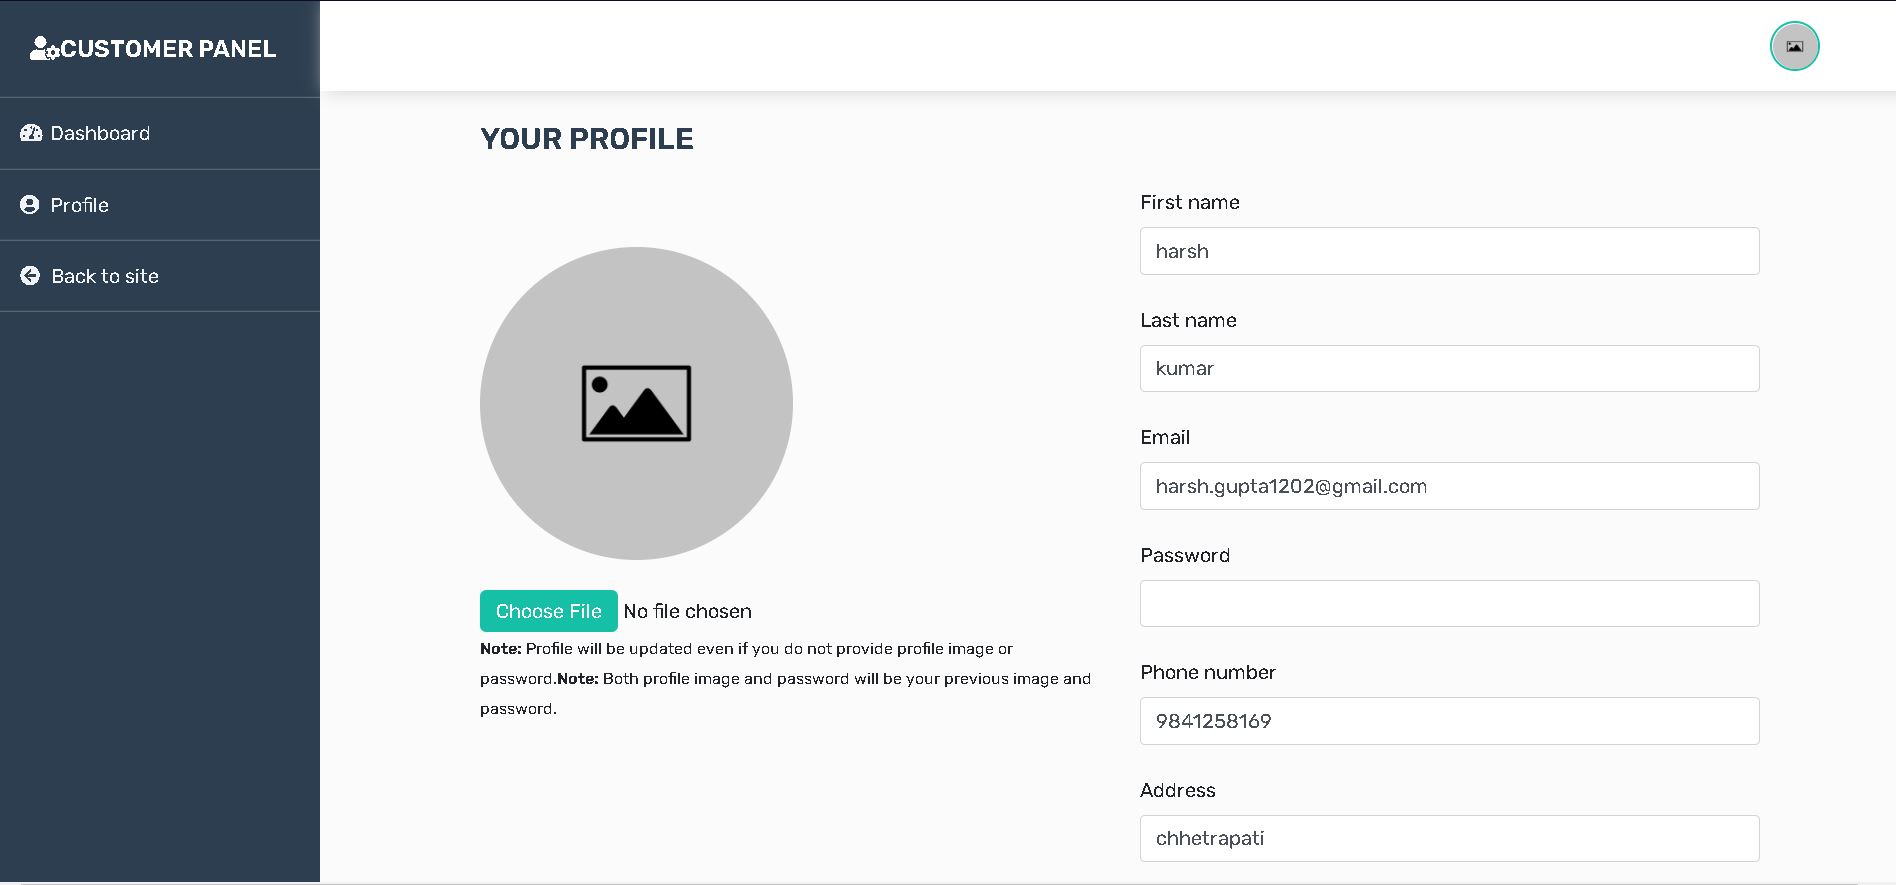 CUSTOMER PANEL
Dashboard
Profile
Back to site
YOUR PROFILE
Choose File No file chosen
Note: Profile will be updated even if you do not provide profile image or
password.Note: Both profile image and password will be your previous image and
password.
First name
harsh
Last name
kumar
Email
harsh.gupta1202@gmail.com
Password
Phone number
9841258169
Address
chhetrapati